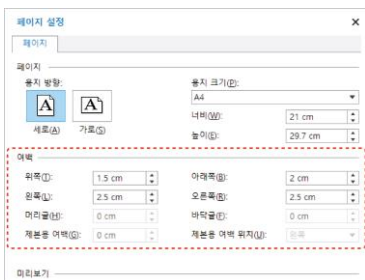 페이지 설정
페이지
페이지
용지 방향: 용지 크기(P):
A4
너비(W): 21 cm
세로(A) 가로(S) 높이(E): 29.7 cm
여백
위쪽(T): 1.5 cm 아래쪽(B): 2 cm
왼쪽(L): 2.5 cm 오른쪽(R): 2.5 cm
머리글(H): 0 cm 바닥글(F): 0 cm
제본용 여백(G): 0 cm 제본용 여백 위치(U): 왼쪽
미리보기